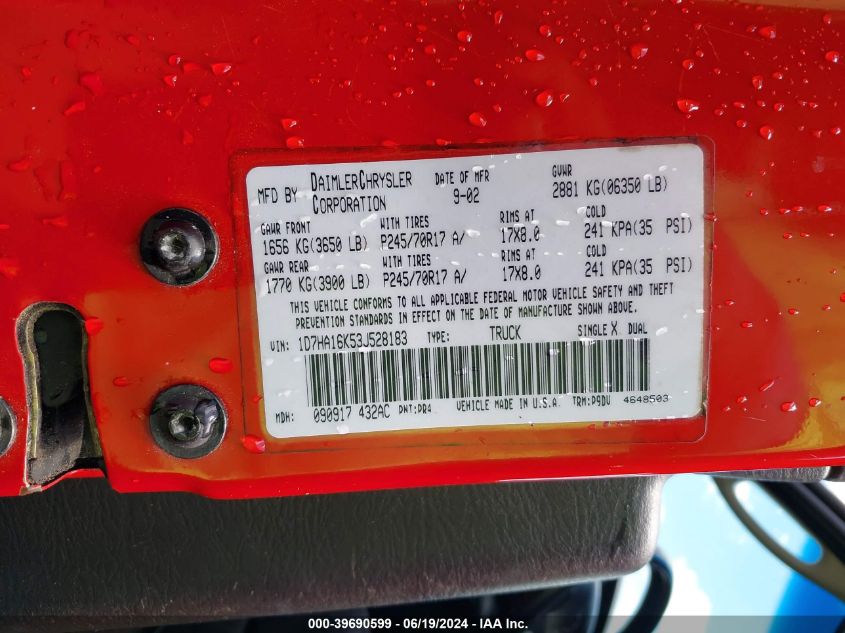 MFD BY DAIMLERCHRYSLER CORPORATION DATE OF MFR 9-02 GVWR 2881 KG(06350 LB)
GAWR FRONT WITH TIRES RIMS AT COLD
1656 KG(3650 LB) P245/70R17 A/ 17X8.0 241 KPA(35 PSI)
GAWR REAR WITH TIRES RIMS AT COLD
1770 KG(3900 LB) P245/70R17 A/ 17X8.0 241 KPA(35 PSI)
THIS VEHICLE CONFORMS TO ALL APPLICABLE FEDERAL MOTOR VEHICLE SAFETY AND THEFT
PREVENTION STANDARDS IN EFFECT ON THE DATE OF MANUFACTURE SHOWN ABOVE.
VIN: 1D7HA16K53J528183 TYPE: TRUCK SINGLE X DUAL
MDH: 090917 432AC PNT:PR4 VEHICLE MADE IN U.S.A. TRM:P9DV 4648503
000-39690599 - 06/19/2024 - IAA Inc.